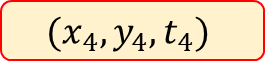 (x₄, y₄, t₄)